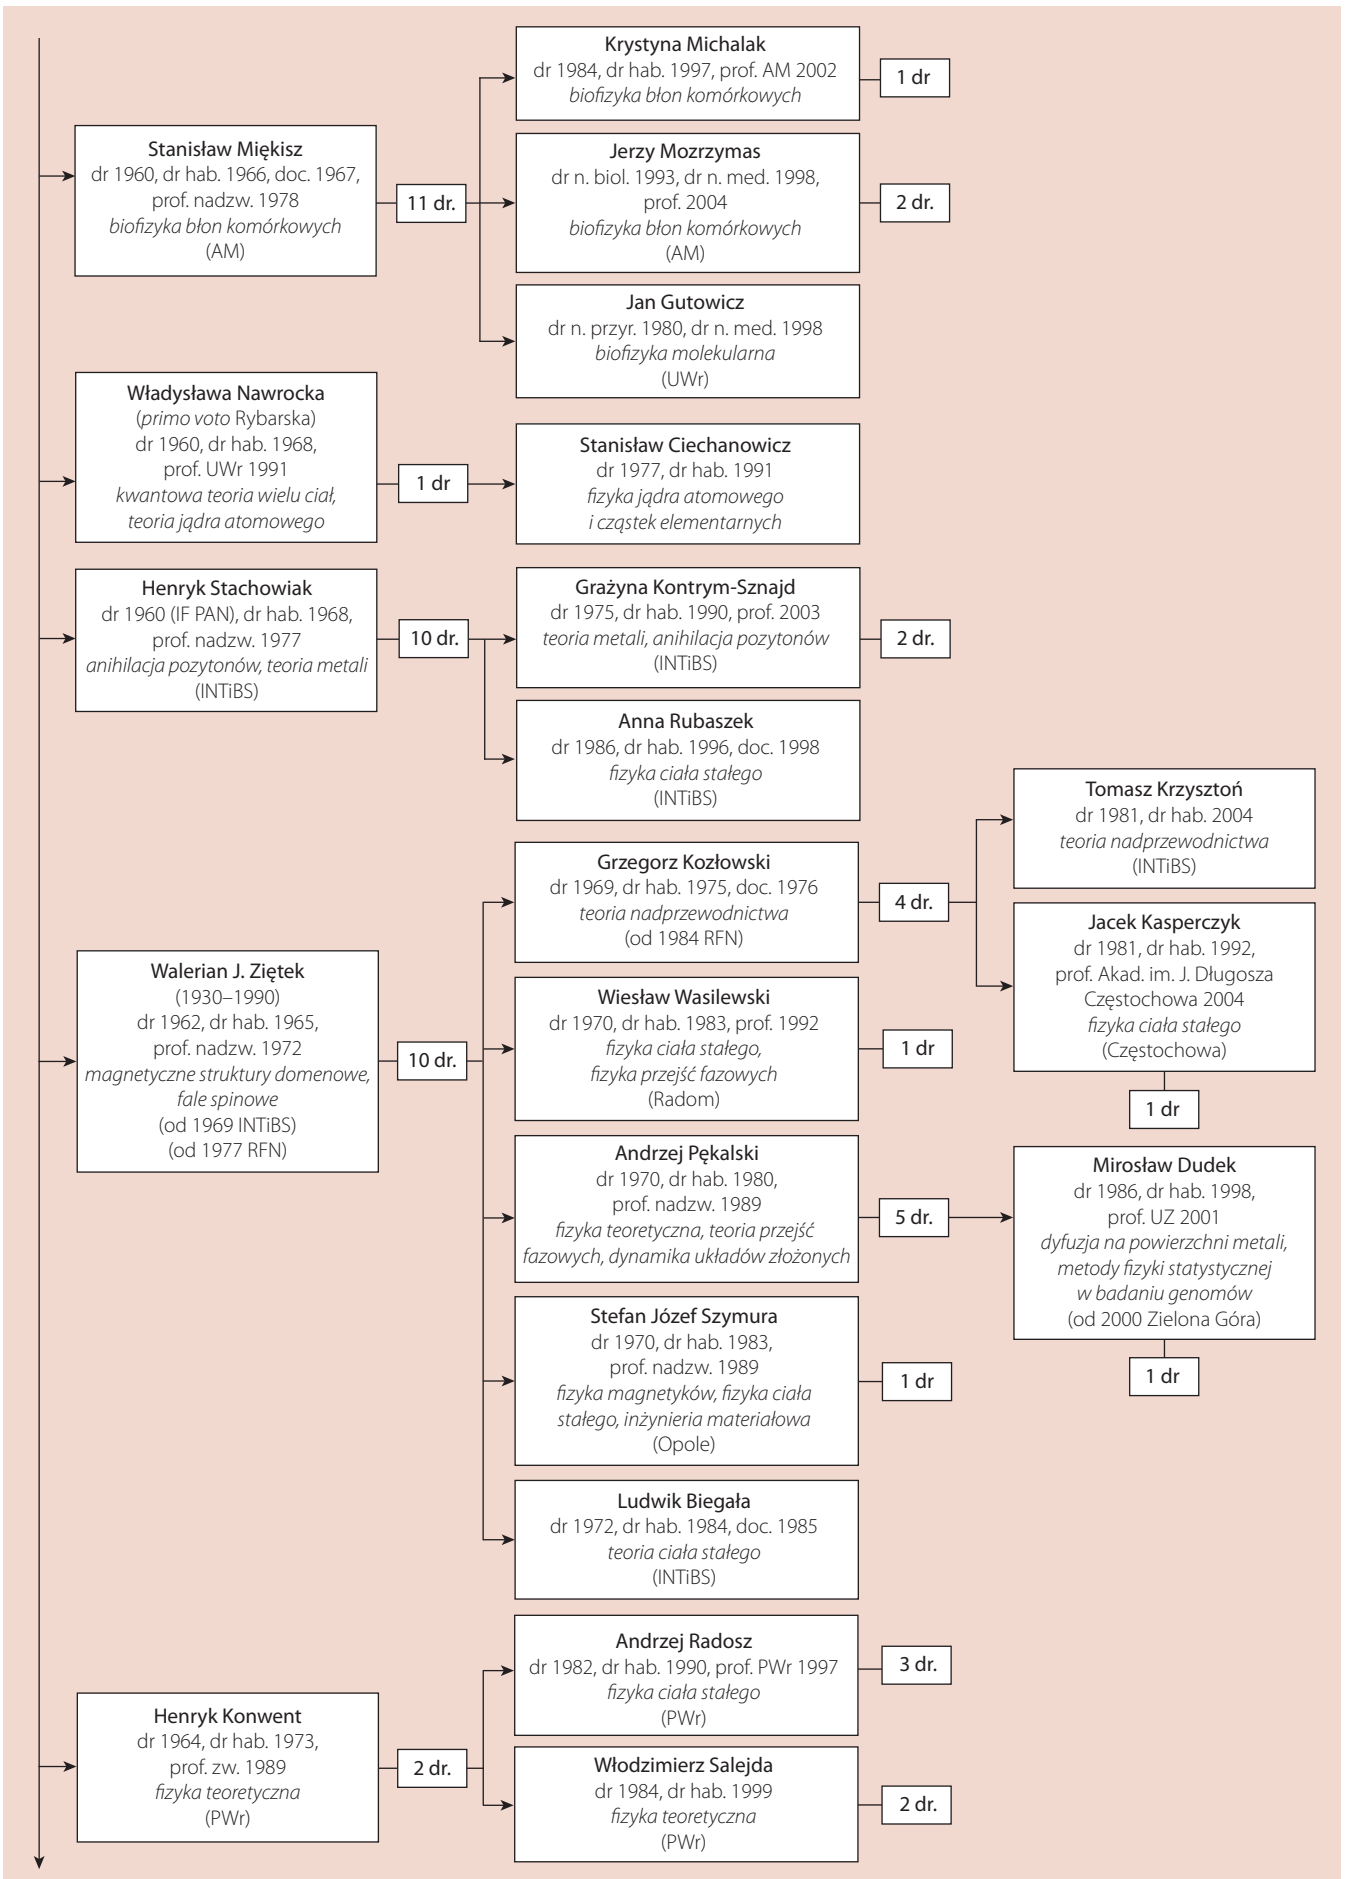 Krystyna Michalak
dr 1984, dr hab. 1997, prof. AM 2002
biofizyka błon komórkowych
1 dr
Stanisław Miękisz
dr 1960, dr hab. 1966, doc. 1967,
prof. nadzw. 1978
biofizyka błon komórkowych
(AM)
11 dr.
Jerzy Mozrzymas
dr n. biol. 1993, dr n. med. 1998,
prof. 2004
biofizyka błon komórkowych
(AM)
2 dr.
Jan Gutowicz
dr n. przyr. 1980, dr n. med. 1998
biofizyka molekularna
(UWr)
Władysława Nawrocka
(primo voto Rybarska)
dr 1960, dr hab. 1968,
prof. UWr 1991
kwantowa teoria wielu ciał,
teoria jądra atomowego
1 dr
Stanisław Ciechanowicz
dr 1977, dr hab. 1991
fizyka jądra atomowego
i cząstek elementarnych
Henryk Stachowiak
dr 1960 (IF PAN), dr hab. 1968,
prof. nadzw. 1977
anihilacja pozytonów, teoria metali
(INTiBS)
10 dr.
Grażyna Kontrym-Sznajd
dr 1975, dr hab. 1990, prof. 2003
teoria metali, anihilacja pozytonów
(INTiBS)
2 dr.
Anna Rubaszek
dr 1986, dr hab. 1996, doc. 1998
fizyka ciała stałego
(INTiBS)
Walerian J. Ziętek
(1930–1990)
dr 1962, dr hab. 1965,
prof. nadzw. 1972
magnetyczne struktury domenowe,
fale spinowe
(od 1969 INTiBS)
(od 1977 RFN)
10 dr.
Grzegorz Kozłowski
dr 1969, dr hab. 1975, doc. 1976
teoria nadprzewodnictwa
(od 1984 RFN)
4 dr.
Tomasz Krzysztoń
dr 1981, dr hab. 2004
teoria nadprzewodnictwa
(INTiBS)
Jacek Kasperczyk
dr 1981, dr hab. 1992,
prof. Akad. im. J. Długosza
Częstochowa 2004
fizyka ciała stałego
(Częstochowa)
1 dr
Wiesław Wasilewski
dr 1970, dr hab. 1983, prof. 1992
fizyka ciała stałego,
fizyka przejść fazowych
(Radom)
1 dr
Andrzej Pękalski
dr 1970, dr hab. 1980,
prof. nadzw. 1989
fizyka teoretyczna, teoria przejść
fazowych, dynamika układów złożonych
5 dr.
Mirosław Dudek
dr 1986, dr hab. 1998,
prof. UZ 2001
dyfuzja na powierzchni metali,
metody fizyki statystycznej
w badaniu genomów
(od 2000 Zielona Góra)
1 dr
Stefan Józef Szymura
dr 1970, dr hab. 1983,
prof. nadzw. 1989
fizyka magnetyków, fizyka ciała
stałego, inżynieria materiałowa
(Opole)
1 dr
Ludwik Biegała
dr 1972, dr hab. 1984, doc. 1985
teoria ciała stałego
(INTiBS)
Henryk Konwent
dr 1964, dr hab. 1973,
prof. zw. 1989
fizyka teoretyczna
(PWr)
2 dr.
Andrzej Radosz
dr 1982, dr hab. 1990, prof. PWr 1997
fizyka ciała stałego
(PWr)
3 dr.
Włodzimierz Salejda
dr 1984, dr hab. 1999
fizyka teoretyczna
(PWr)
2 dr.